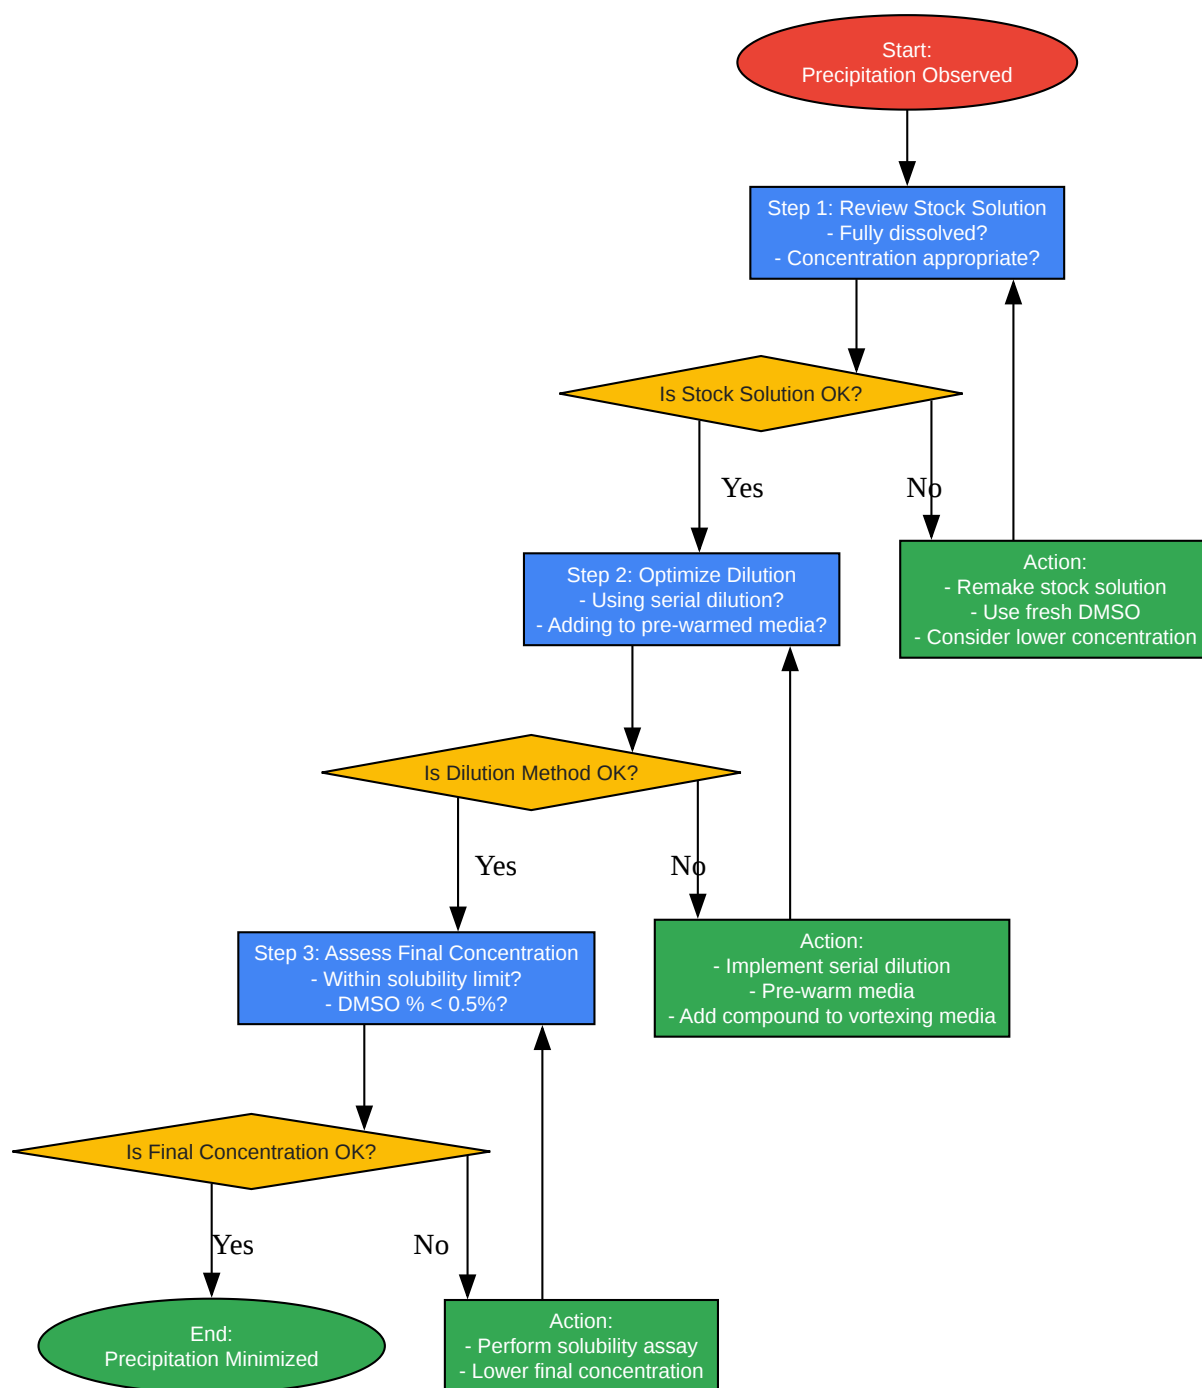 Start:
Precipitation Observed
Step 1: Review Stock Solution
- Fully dissolved?
- Concentration appropriate?
Is Stock Solution OK?
Yes
No
Step 2: Optimize Dilution
- Using serial dilution?
- Adding to pre-warmed media?
Action:
- Remake stock solution
- Use fresh DMSO
- Consider lower concentration
Is Dilution Method OK?
Yes
No
Step 3: Assess Final Concentration
- Within solubility limit?
- DMSO % < 0.5%?
Action:
- Implement serial dilution
- Pre-warm media
- Add compound to vortexing media
Is Final Concentration OK?
Yes
No
End:
Precipitation Minimized
Action:
- Perform solubility assay
- Lower final concentration